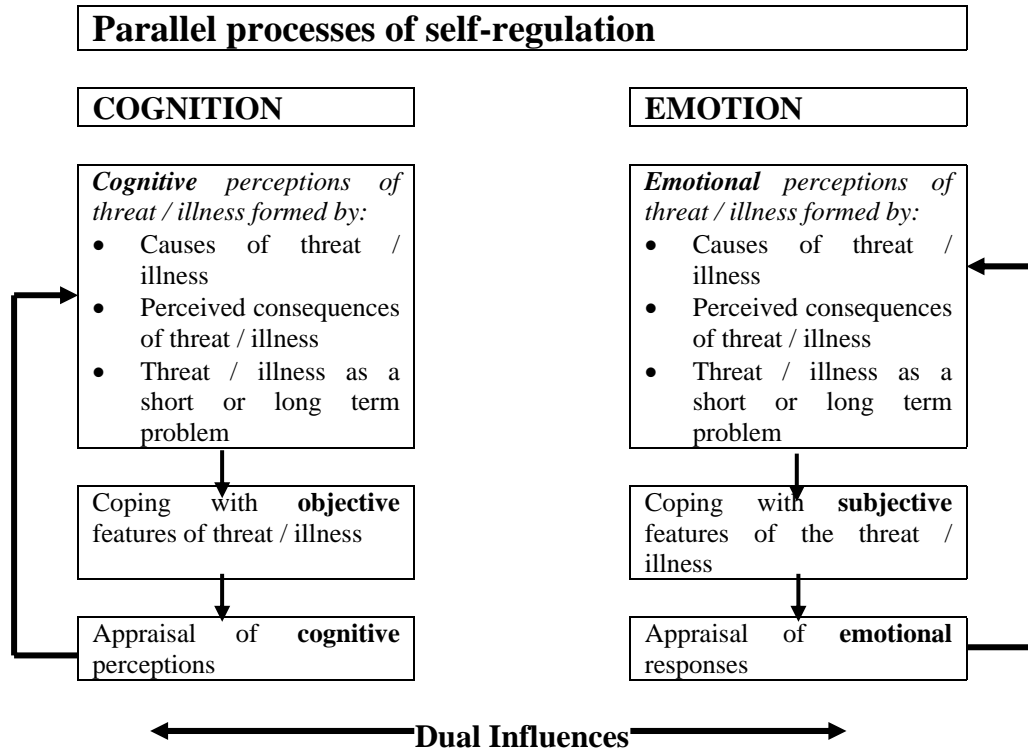 Parallel processes of self-regulation
COGNITION
Cognitive perceptions of
threat / illness formed by:
• Causes of threat /
illness
• Perceived consequences
of threat / illness
• Threat / illness as a
short or long term
problem
Coping with objective
features of threat / illness
Appraisal of cognitive
perceptions
EMOTION
Emotional perceptions of
threat / illness formed by:
• Causes of threat /
illness
• Perceived consequences
of threat / illness
• Threat / illness as a
short or long term
problem
Coping with subjective
features of the threat /
illness
Appraisal of emotional
responses
Dual Influences